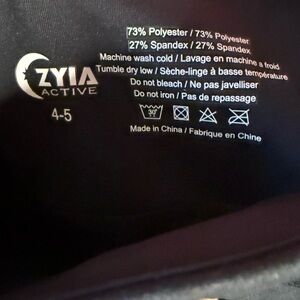 73% Polyester / 73% Polyester
27% Spandex / 27% Spandex
Machine wash cold / Lavage en machine a froid
Tumble dry low / Sèche-linge à basse température
Do not bleach / Ne pas javelliser
Do not iron / Pas de repassage
30°
Made in China / Fabrique en Chine
ZYIA
ACTIVE
4-5